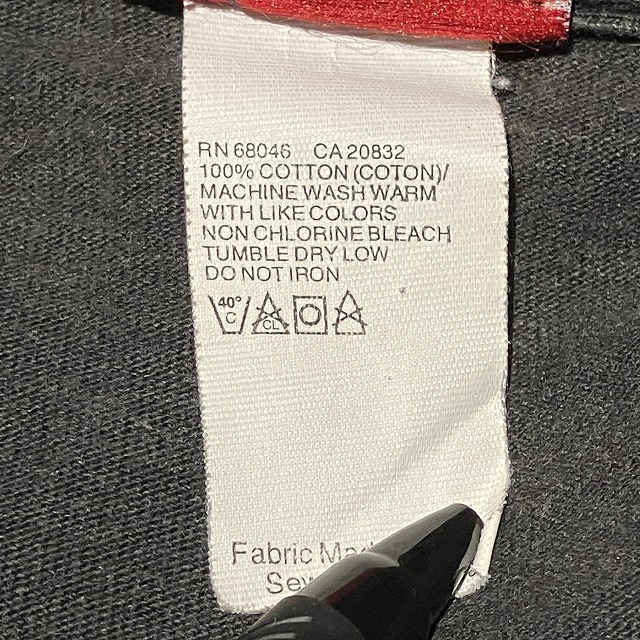 RN 68046 CA 20832
100% COTTON (COTON)/
MACHINE WASH WARM
WITH LIKE COLORS
NON CHLORINE BLEACH
TUMBLE DRY LOW
DO NOT IRON
40°
C
CL
Fabric